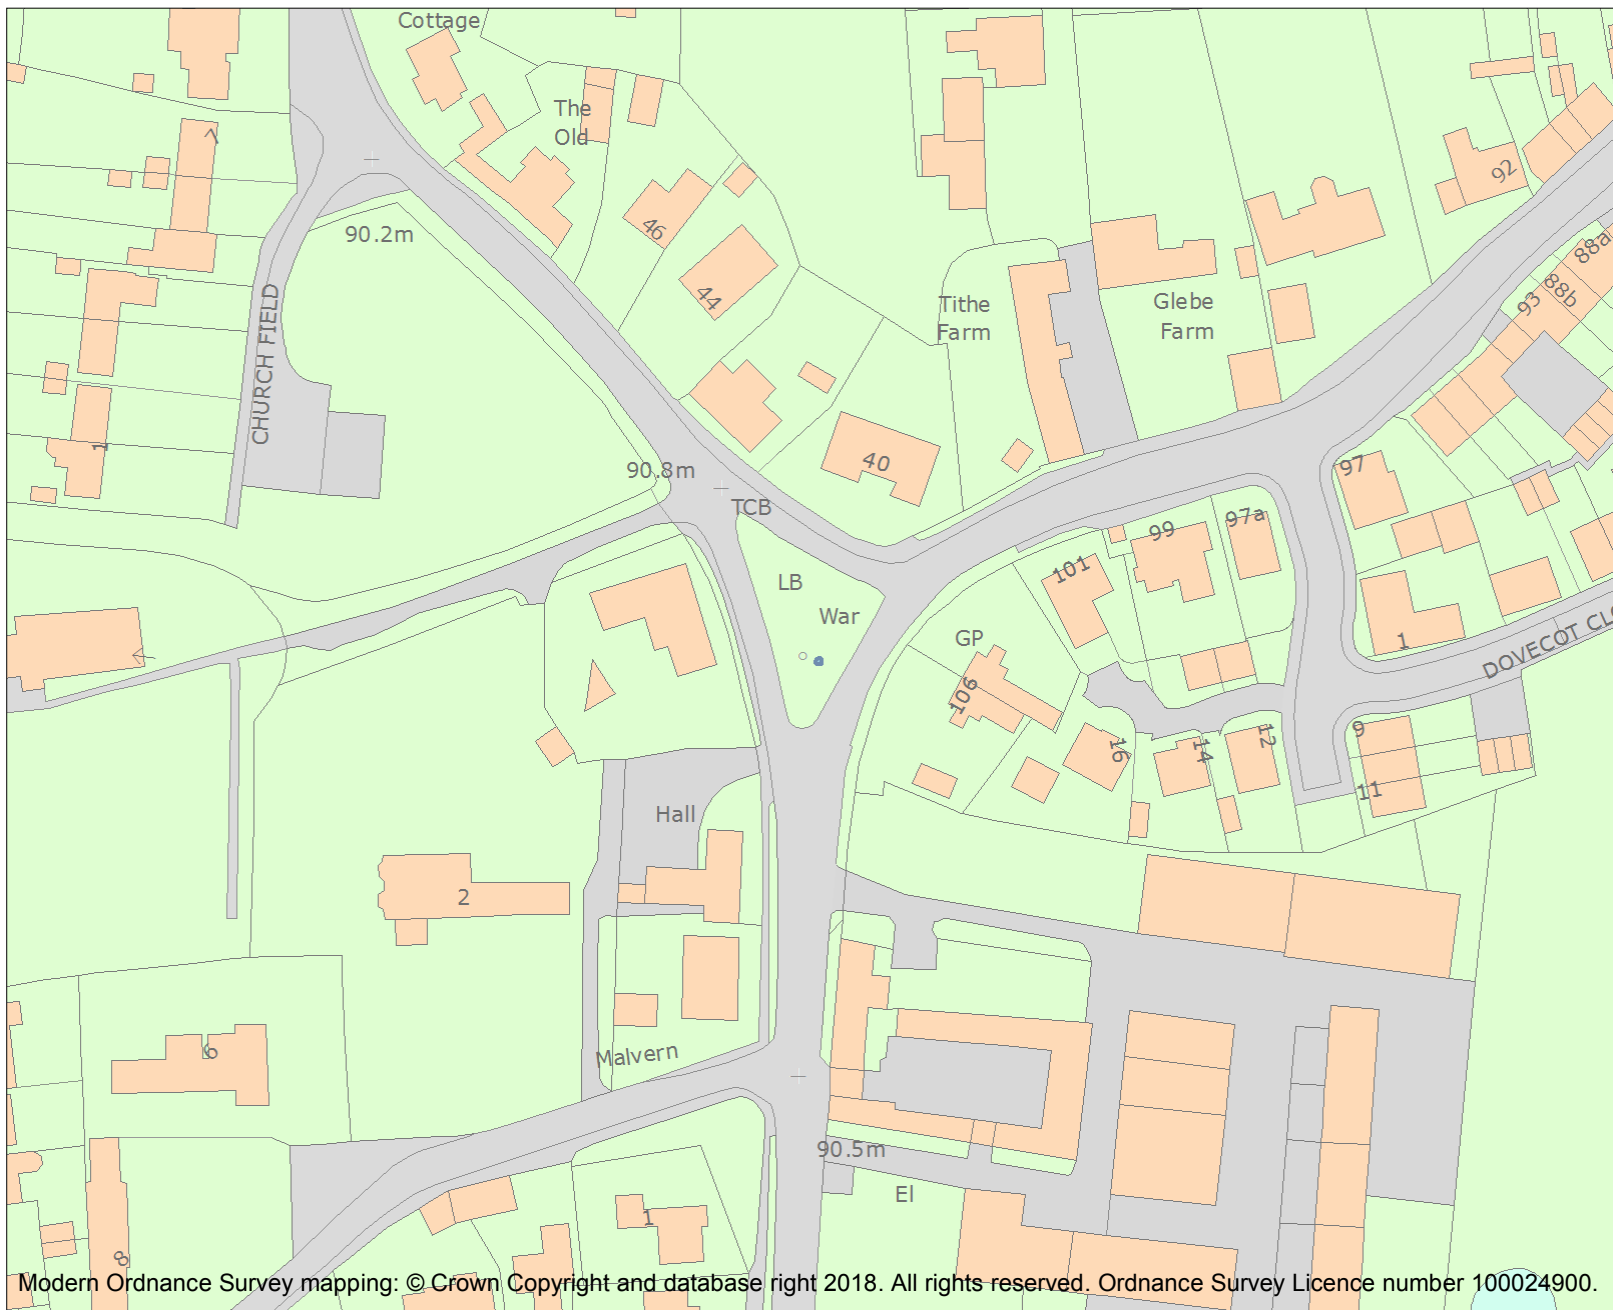 Cottage
The
Old
7
92
46
90.2m
88a
44
88b
93
Tithe
Farm
Glebe
Farm
CHURCH FIELD
1
40
97
90.8m
TCB
97a
99
101
LB
War
GP
1
DOVECOT CLO
106
9
12
14
16
11
Hall
2
6
Malvern
90.5m
El
1
8
Modern Ordnance Survey mapping: © Crown Copyright and database right 2018. All rights reserved. Ordnance Survey Licence number 100024900.